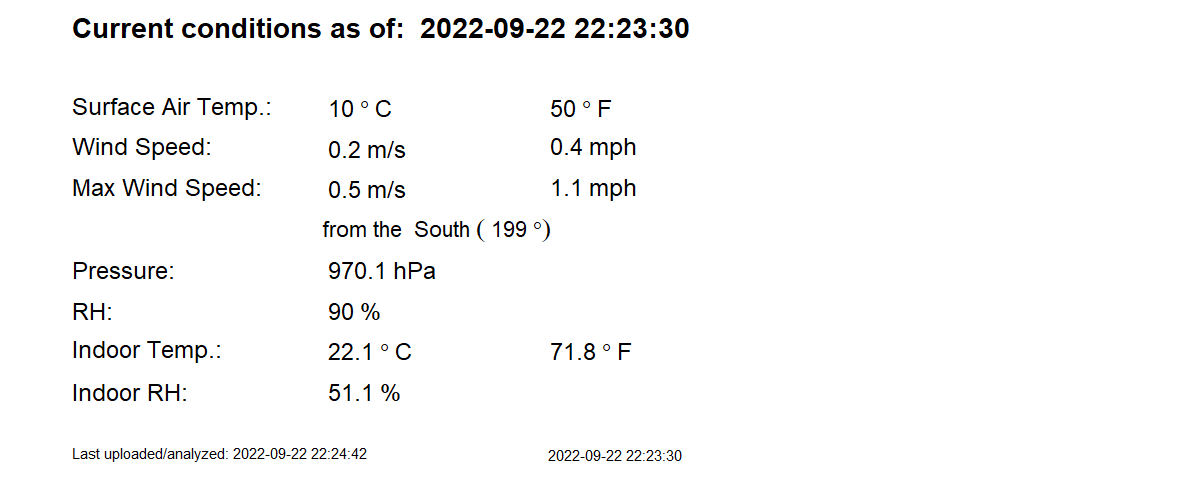 Current conditions as of:  2022-09-22 22:23:30
Surface Air Temp.: 10 ° C 50 ° F
Wind Speed: 0.2 m/s 0.4 mph
Max Wind Speed: 0.5 m/s 1.1 mph
from the  South ( 199 °)
Pressure: 970.1 hPa
RH: 90 %
Indoor Temp.: 22.1 ° C 71.8 ° F
Indoor RH: 51.1 %
Last uploaded/analyzed: 2022-09-22 22:24:42 2022-09-22 22:23:30